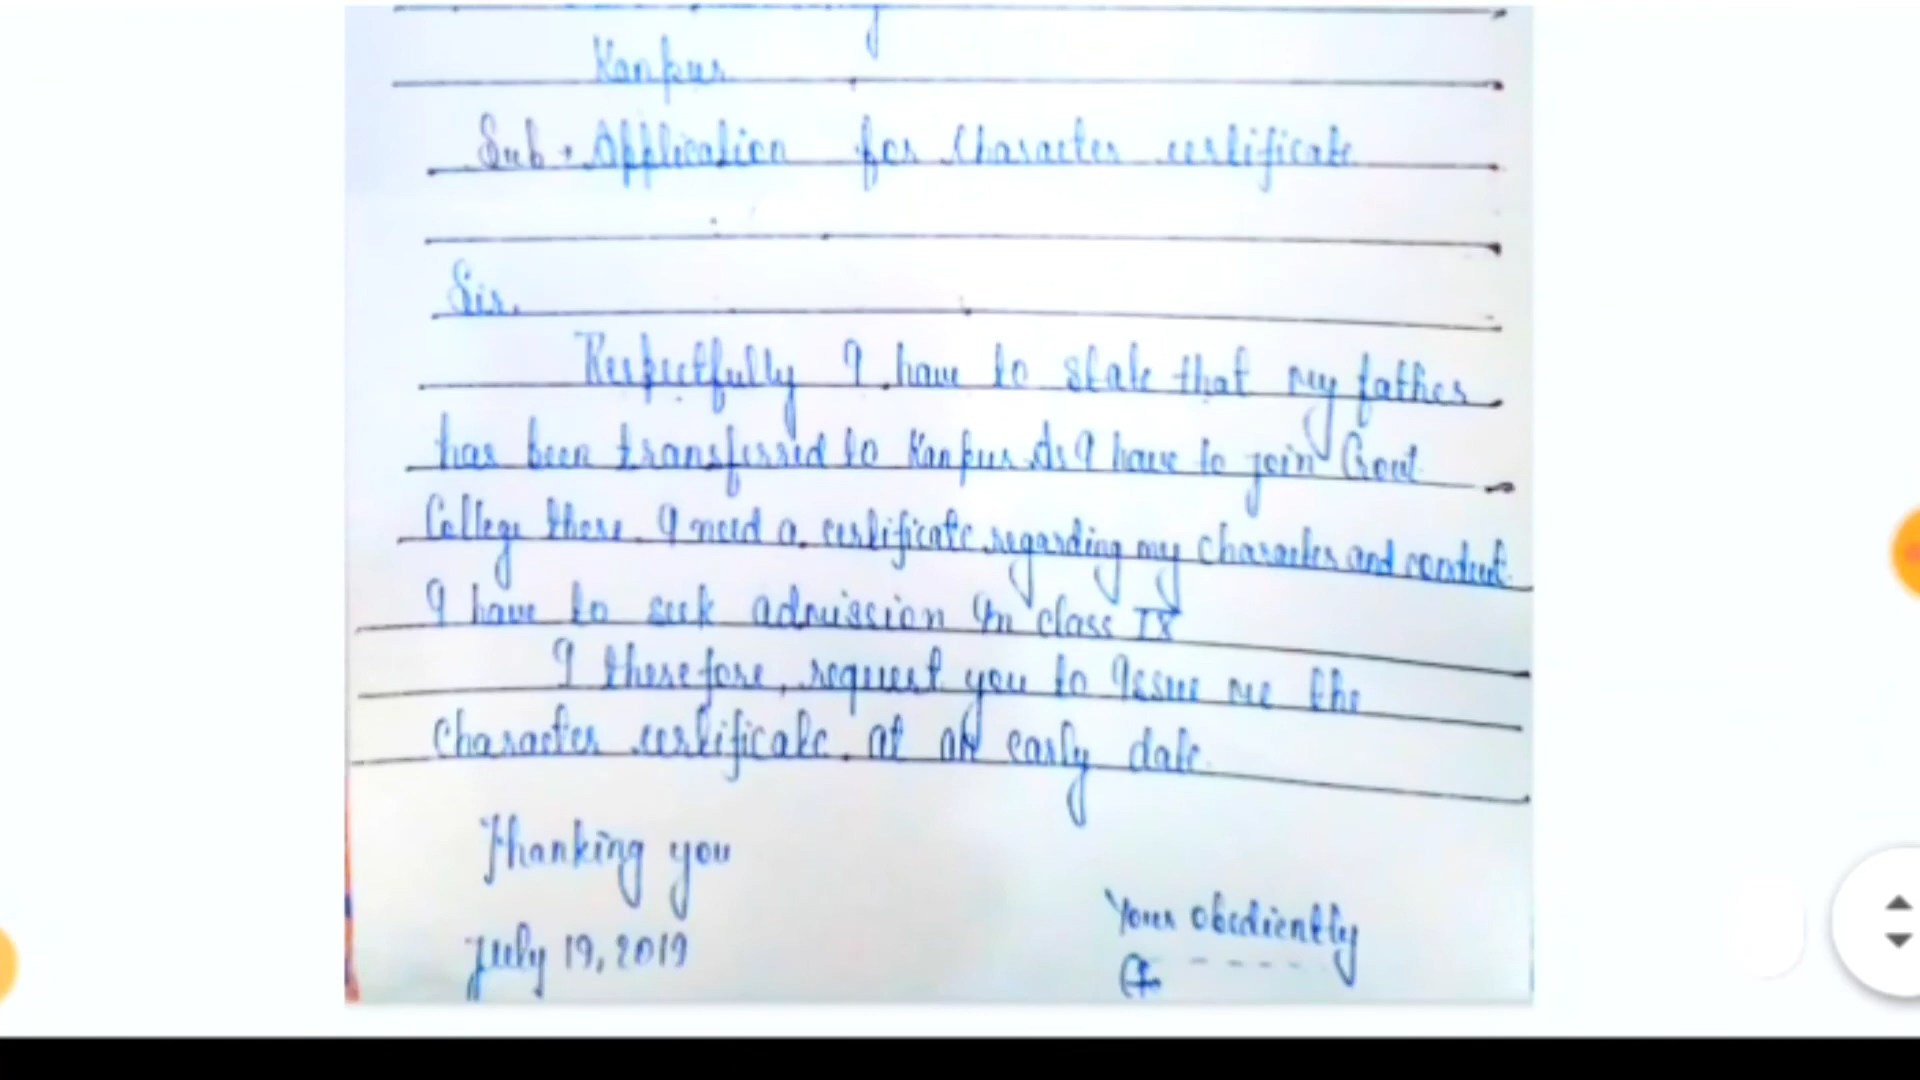 Kanpur
Sub. Application for Character certificate
Sir,
Respectfully I have to state that my father
has been transferred to Kanpur. As I have to join Govt.
College there. I need a certificate regarding my character and conduct.
I have to seek admission In class IX
I therefore, request you to Issue me the
Character certificate at an early date.
Thanking you
Yours obediently
July 19, 2019